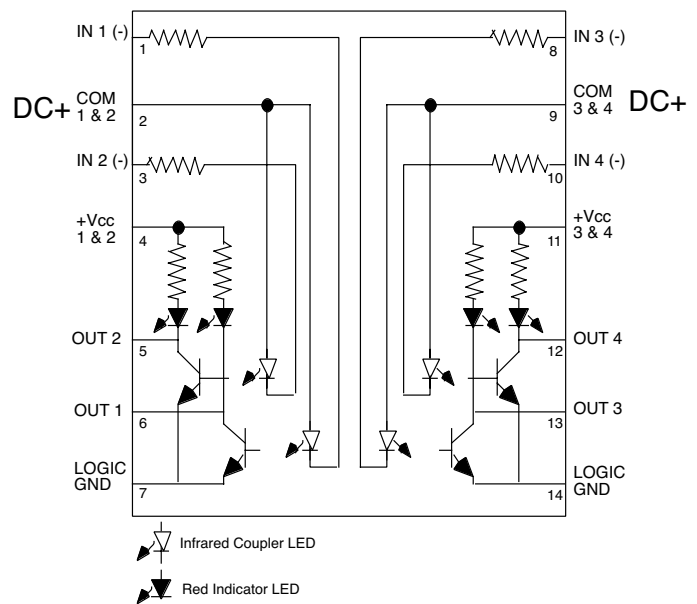 IN 1 (-)
1
DC+
COM
1 & 2
2
IN 2 (-)
3
+Vcc
1 & 2
4
OUT 2
5
OUT 1
6
LOGIC
GND
7
IN 3 (-)
8
COM
3 & 4
DC+
9
IN 4 (-)
10
+Vcc
3 & 4
11
OUT 4
12
OUT 3
13
LOGIC
GND
14
Infrared Coupler LED
Red Indicator LED